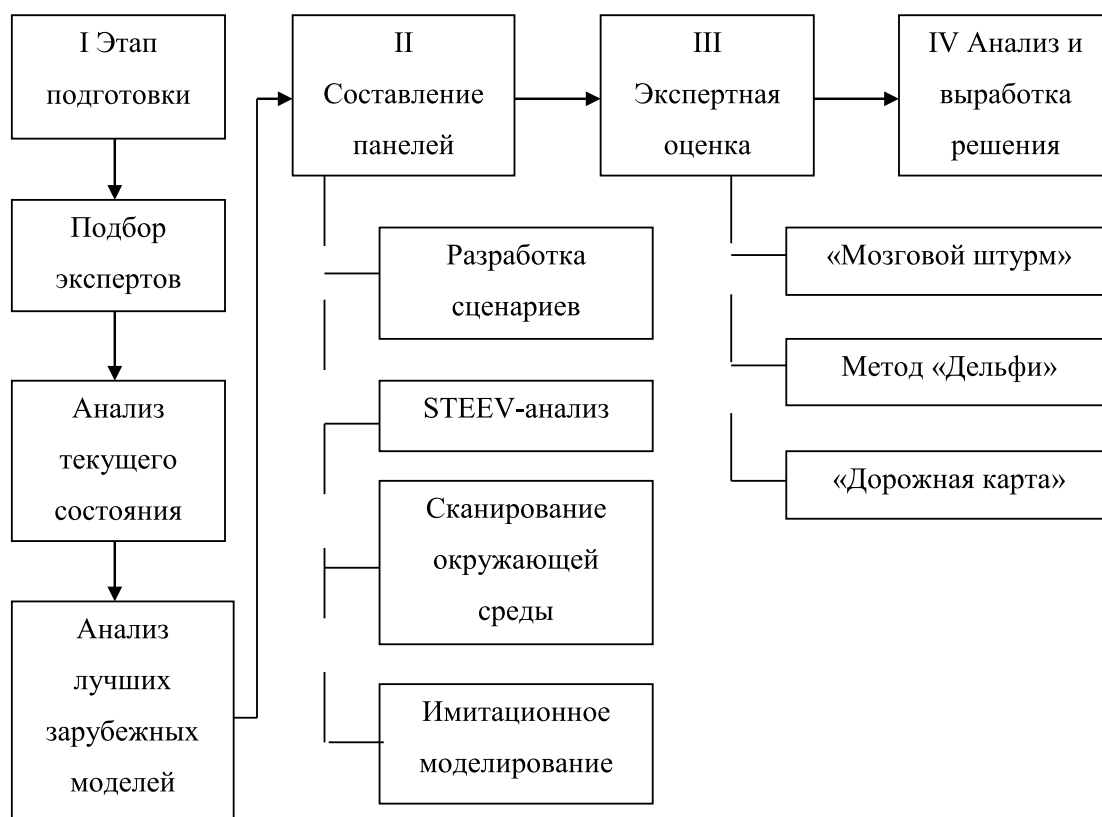 I Этап
подготовки
Подбор
экспертов
Анализ
текущего
состояния
Анализ
лучших
зарубежных
моделей
II
Составление
панелей
Разработка
сценариев
STEEV-анализ
Сканирование
окружающей
среды
Имитационное
моделирование
III
Экспертная
оценка
«Мозговой штурм»
Метод «Дельфи»
«Дорожная карта»
IV Анализ и
выработка
решения